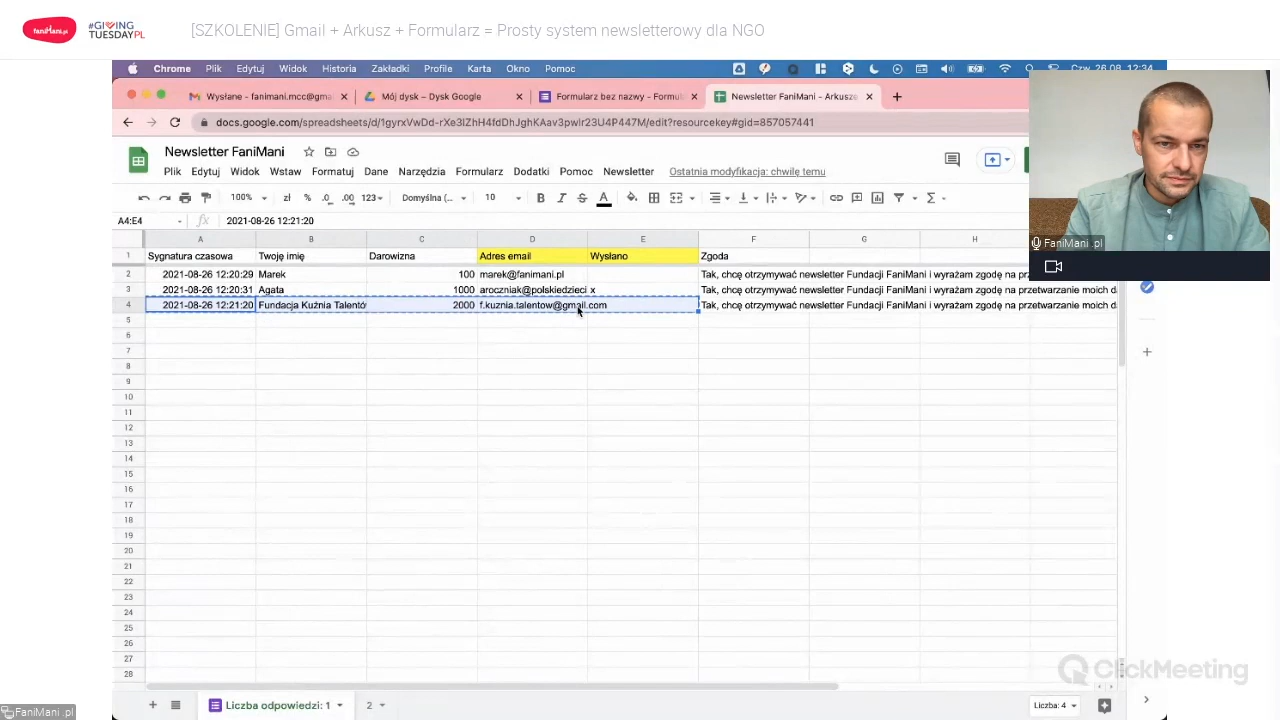 faniMani.pl
#GIVING
TUESDAYPL
[SZKOLENIE] Gmail + Arkusz + Formularz = Prosty system newsletterowy dla NGO
Chrome Plik Edytuj Widok Historia Zakładki Profile Karta Okno Pomoc Czw. 26.08 12:34
Wysłane - fanimani.mcc@gma
Mój dysk – Dysk Google
Formularz bez nazwy - Formul
Newsletter FaniMani - Arkusze
docs.google.com/spreadsheets/d/1gyrxVwDd-rXe3lZhH4fdDhJghKAav3pwlr23U4P447M/edit?resourcekey#gid=857057441
Newsletter FaniMani
Plik Edytuj Widok Wstaw Formatuj Dane Narzędzia Formularz Dodatki Pomoc Newsletter Ostatnia modyfikacja: chwilę temu
100% zł % .0 .00 123 Domyślna (... 10 B I S A
A4:E4 fx 2021-08-26 12:21:20
A B C D E F G H
1 Sygnatura czasowa Twoję imię Darowizna Adres email Wysłano Zgoda
2 2021-08-26 12:20:29 Marek 100 marek@fanimani.pl Tak, chcę otrzymywać newsletter Fundacji FaniMani i wyrażam zgodę na prz
3 2021-08-26 12:20:31 Agata 1000 aroczniak@polskiedzieci x Tak, chcę otrzymywać newsletter Fundacji FaniMani i wyrażam zgodę na przetwarzanie moich d
4 2021-08-26 12:21:20 Fundacja Kuźnia Talentó 2000 f.kuznia.talentow@gmail.com Tak, chcę otrzymywać newsletter Fundacji FaniMani i wyrażam zgodę na przetwarzanie moich d
5
6
7
8
9
10
11
12
13
14
15
16
17
18
19
20
21
22
23
24
25
26
27
28
FaniMani .pl
ClickMeeting
Liczba odpowiedzi: 1 2 Liczba: 4
FaniMani .pl